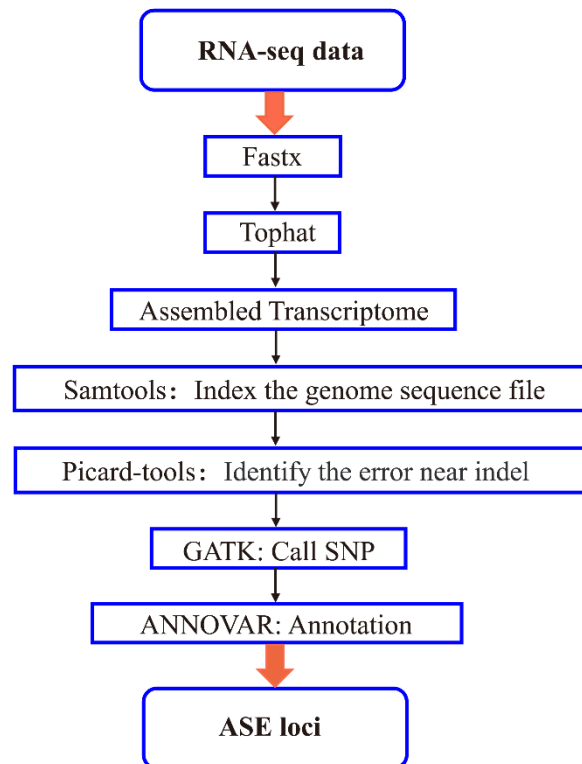 RNA-seq data
Fastx
Tophat
Assembled Transcriptome
Samtools：Index the genome sequence file
Picard-tools：Identify the error near indel
GATK: Call SNP
ANNOVAR: Annotation
ASE loci